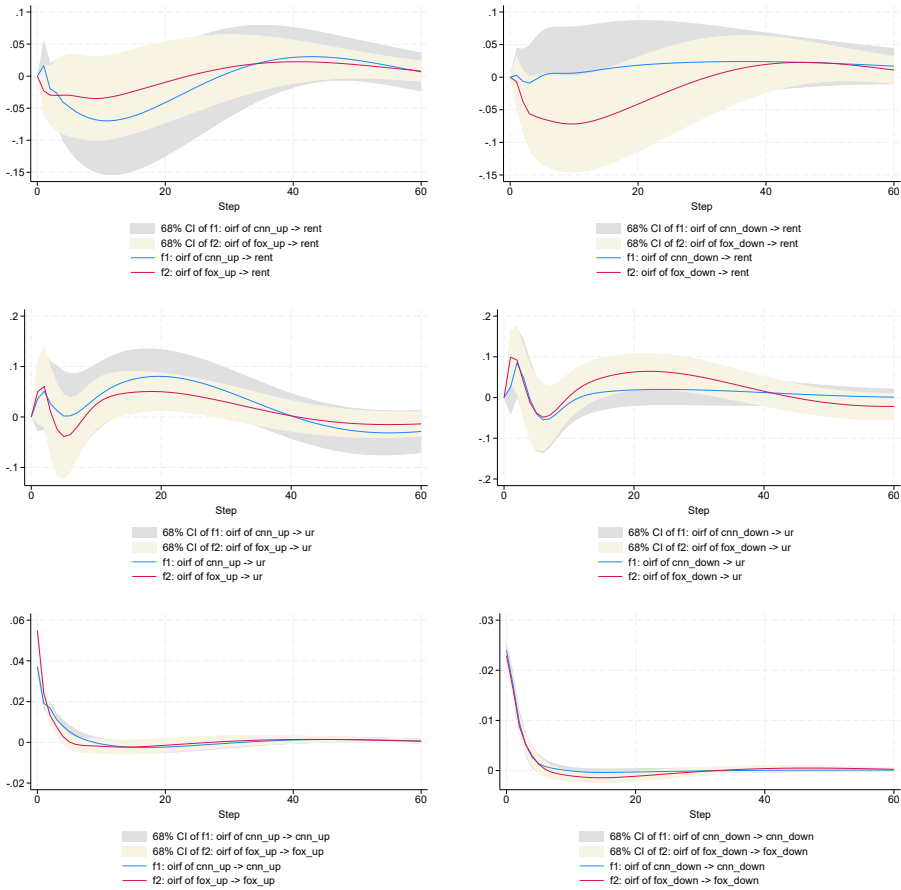 .1
.05
0
-.05
-.1
-.15
0 20 40 60
Step
68% CI of f1: oirf of cnn_up -> rent
68% CI of f2: oirf of fox_up -> rent
f1: oirf of cnn_up -> rent
f2: oirf of fox_up -> rent
.1
.05
0
-.05
-.1
-.15
0 20 40 60
Step
68% CI of f1: oirf of cnn_down -> rent
68% CI of f2: oirf of fox_down -> rent
f1: oirf of cnn_down -> rent
f2: oirf of fox_down -> rent
.2
.1
0
-.1
0 20 40 60
Step
68% CI of f1: oirf of cnn_up -> ur
68% CI of f2: oirf of fox_up -> ur
f1: oirf of cnn_up -> ur
f2: oirf of fox_up -> ur
.2
.1
0
-.1
-.2
0 20 40 60
Step
68% CI of f1: oirf of cnn_down -> ur
68% CI of f2: oirf of fox_down -> ur
f1: oirf of cnn_down -> ur
f2: oirf of fox_down -> ur
.06
.04
.02
0
-.02
0 20 40 60
Step
68% CI of f1: oirf of cnn_up -> cnn_up
68% CI of f2: oirf of fox_up -> fox_up
f1: oirf of cnn_up -> cnn_up
f2: oirf of fox_up -> fox_up
.03
.02
.01
0
0 20 40 60
Step
68% CI of f1: oirf of cnn_down -> cnn_down
68% CI of f2: oirf of fox_down -> fox_down
f1: oirf of cnn_down -> cnn_down
f2: oirf of fox_down -> fox_down